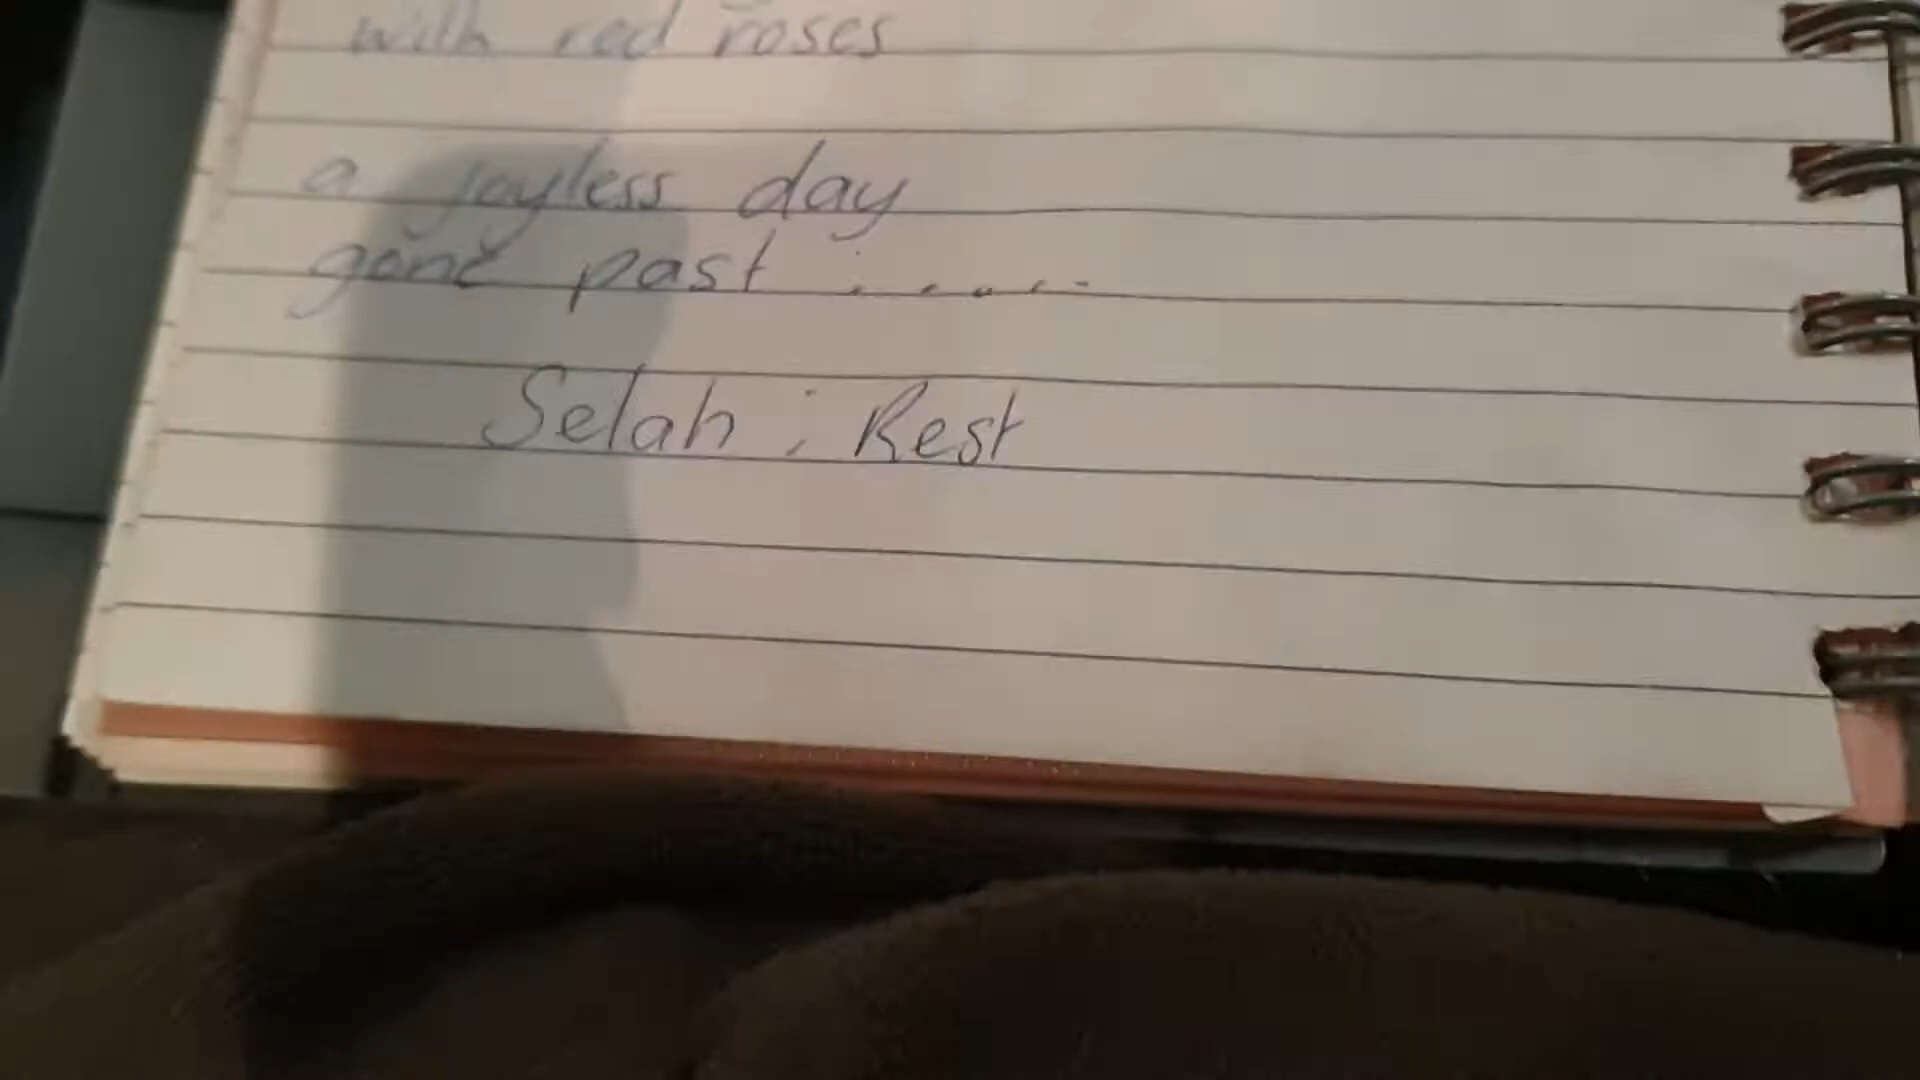 with red roses
a joyless day
gone past . . . . .
Selah ; Rest